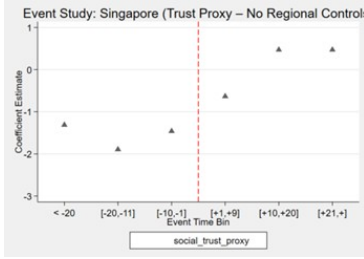 Event Study: Singapore (Trust Proxy – No Regional Controls
1
0
-1
-2
-3
Coefficient Estimate
< -20 [-20,-11] [-10,-1] [+1,+9] [+10,+20] [+21,+]
Event Time Bin
social_trust_proxy